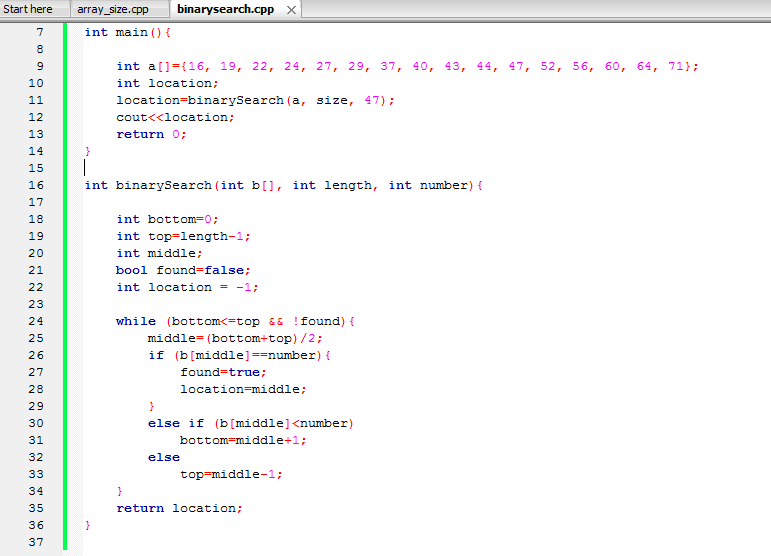 Start here array_size.cpp binarysearch.cpp
7 int main(){
8
9     int a[]={16, 19, 22, 24, 27, 29, 37, 40, 43, 44, 47, 52, 56, 60, 64, 71};
10     int location;
11     location=binarySearch(a, size, 47);
12     cout<<location;
13     return 0;
14 }
15
16 int binarySearch(int b[], int length, int number){
17
18     int bottom=0;
19     int top=length-1;
20     int middle;
21     bool found=false;
22     int location = -1;
23
24     while (bottom<=top && !found){
25         middle=(bottom+top)/2;
26         if (b[middle]==number){
27             found=true;
28             location=middle;
29         }
30         else if (b[middle]<number)
31             bottom=middle+1;
32         else
33             top=middle-1;
34     }
35     return location;
36 }
37